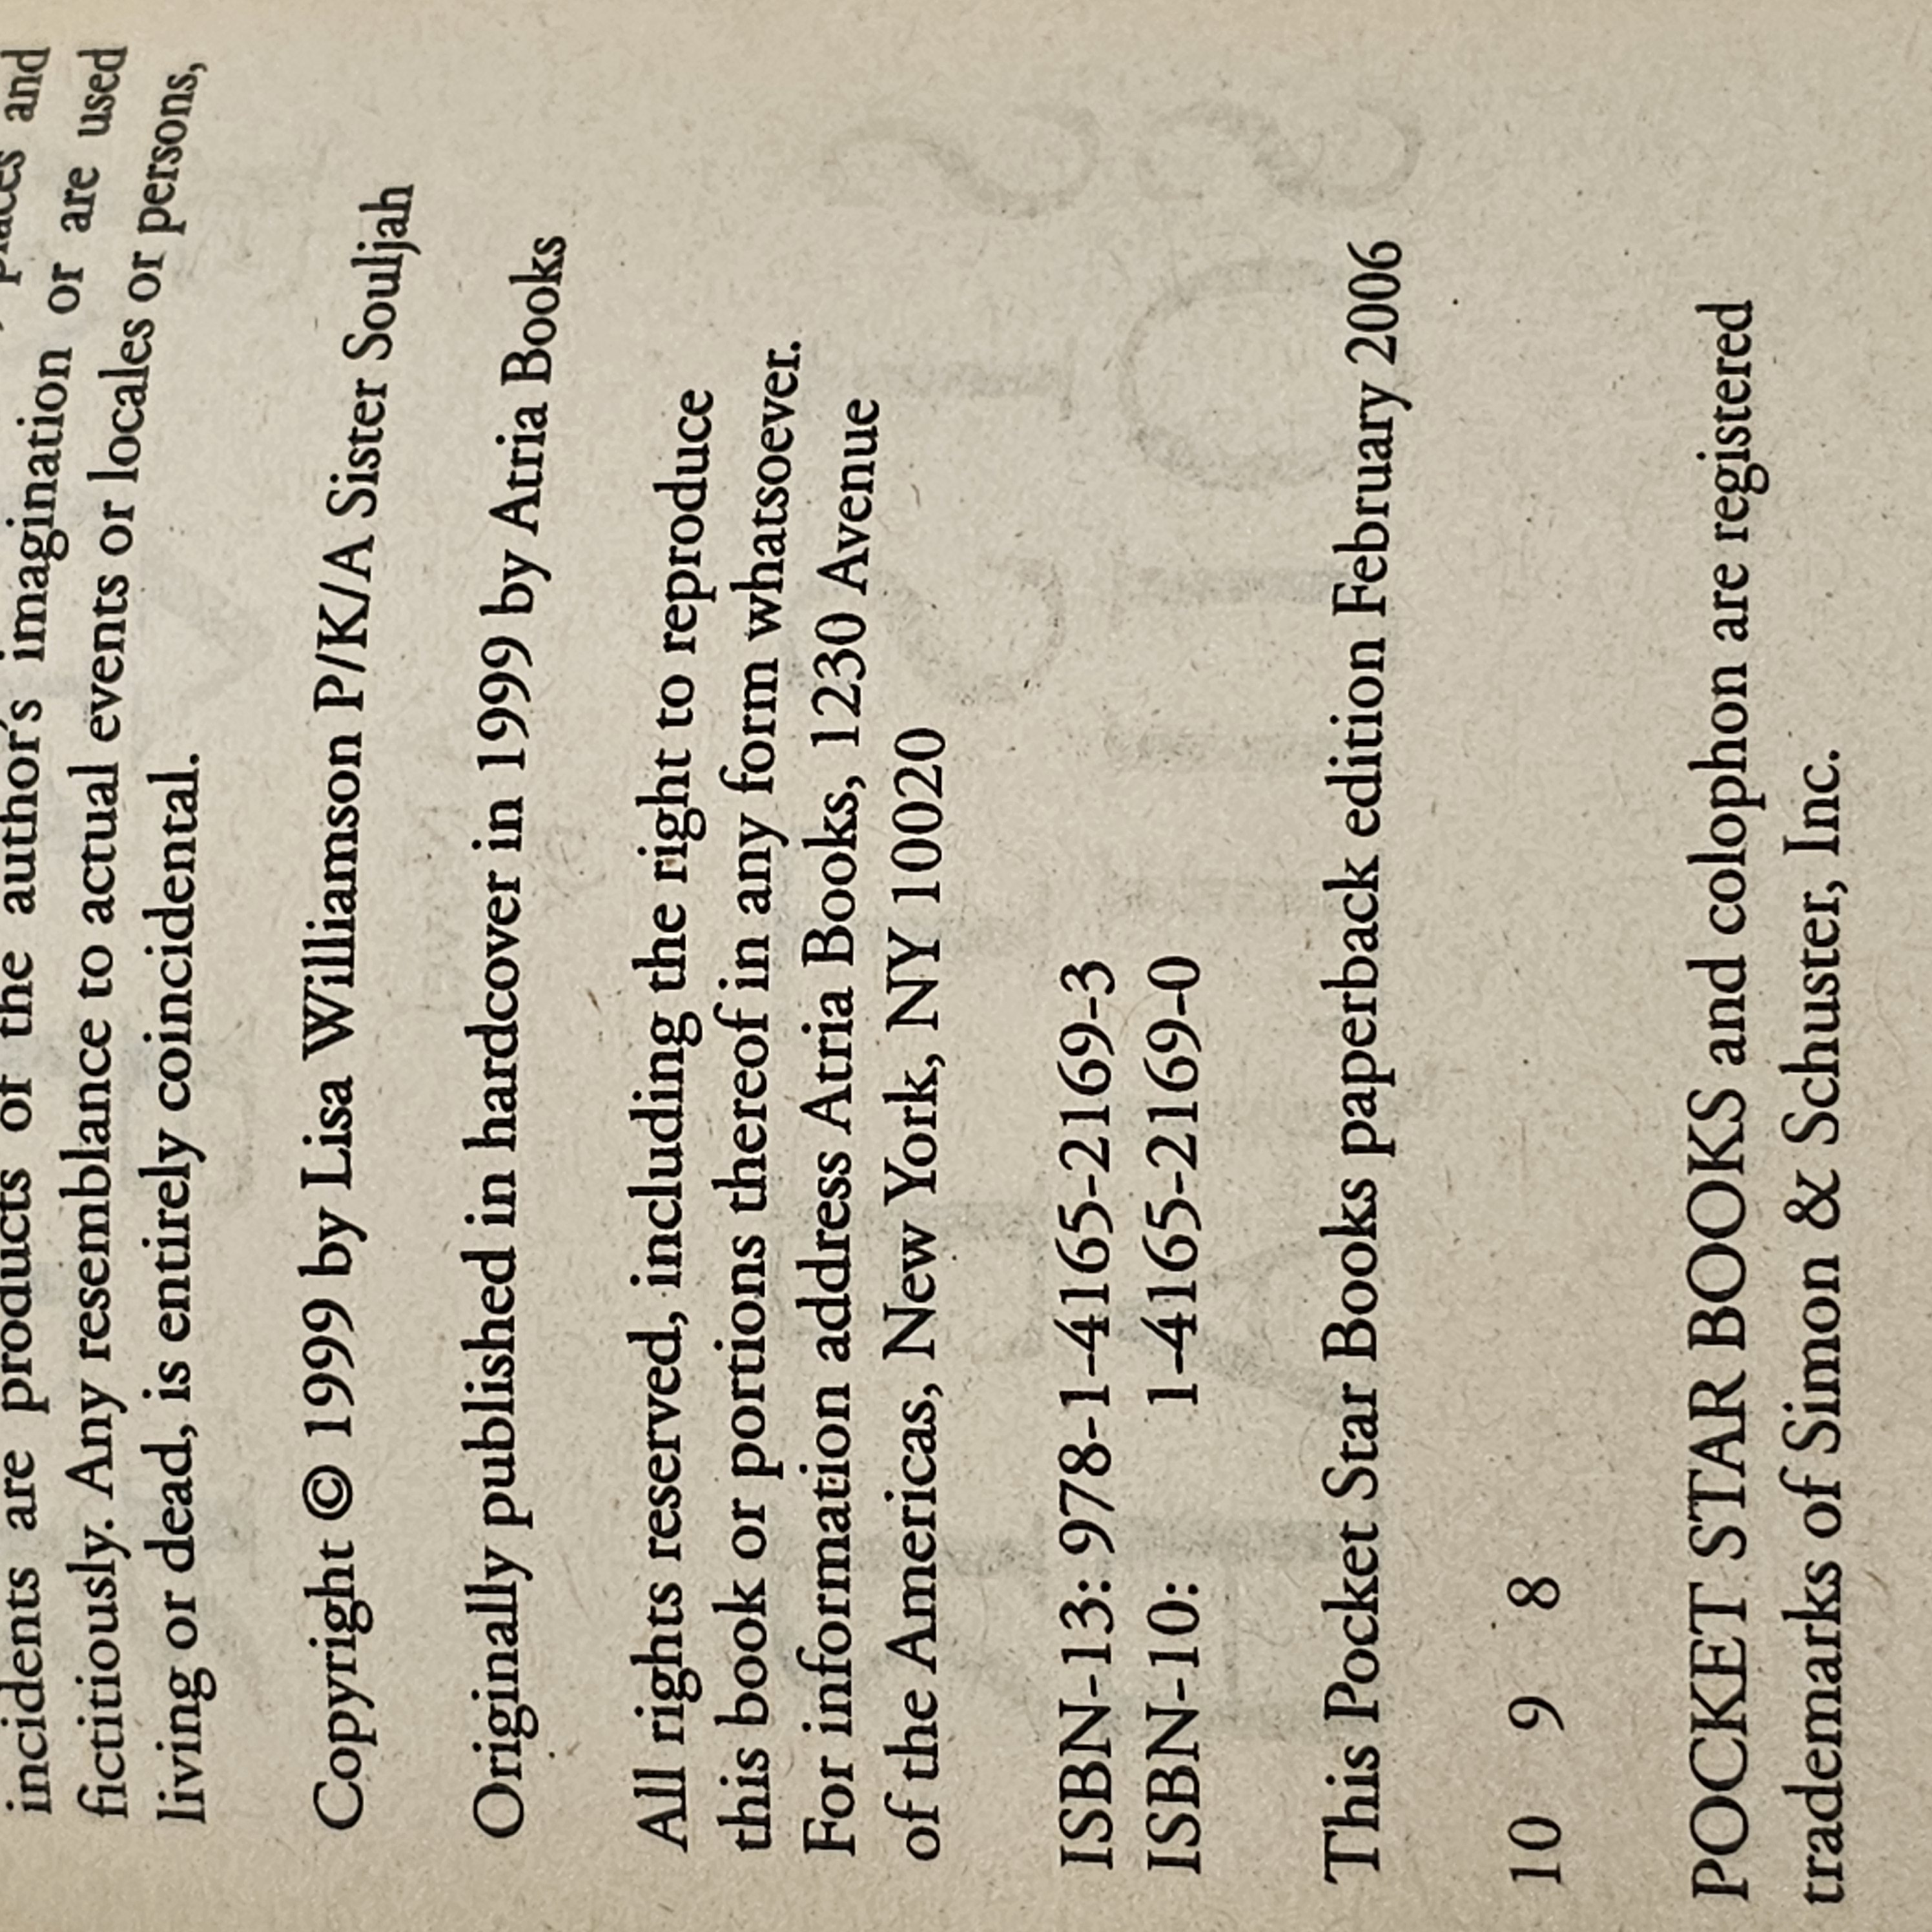 places and
incidents are products of the author's imagination or are used
fictitiously. Any resemblance to actual events or locales or persons,
living or dead, is entirely coincidental.
Copyright © 1999 by Lisa Williamson P/K/A Sister Souljah
Originally published in hardcover in 1999 by Atria Books
All rights reserved, including the right to reproduce
this book or portions thereof in any form whatsoever.
For information address Atria Books, 1230 Avenue
of the Americas, New York, NY 10020
ISBN-13: 978-1-4165-2169-3
ISBN-10: 1-4165-2169-0
This Pocket Star Books paperback edition February 2006
10 9 8
POCKET STAR BOOKS and colophon are registered
trademarks of Simon & Schuster, Inc.